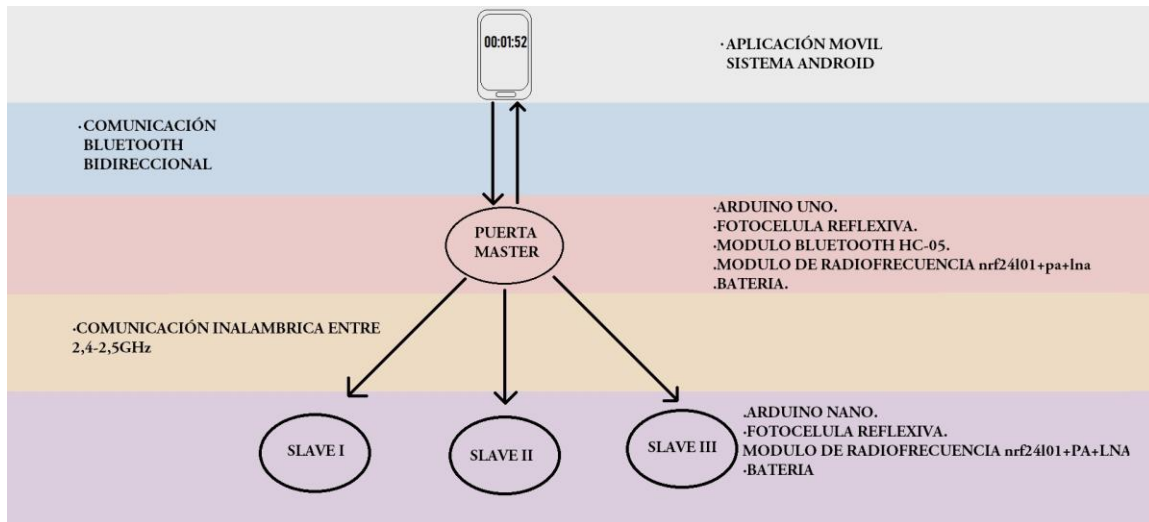 00:01:52
·APLICACIÓN MOVIL
SISTEMA ANDROID
·COMUNICACIÓN
BLUETOOTH
BIDIRECCIONAL
PUERTA
MASTER
·ARDUINO UNO.
·FOTOCELULA REFLEXIVA.
·MODULO BLUETOOTH HC-05.
.MODULO DE RADIOFRECUENCIA nrf24l01+pa+lna
.BATERIA.
·COMUNICACIÓN INALAMBRICA ENTRE
2,4-2,5GHz
SLAVE I
SLAVE II
SLAVE III
.ARDUINO NANO.
·FOTOCELULA REFLEXIVA.
MODULO DE RADIOFRECUENCIA nrf24l01+PA+LNA
·BATERIA